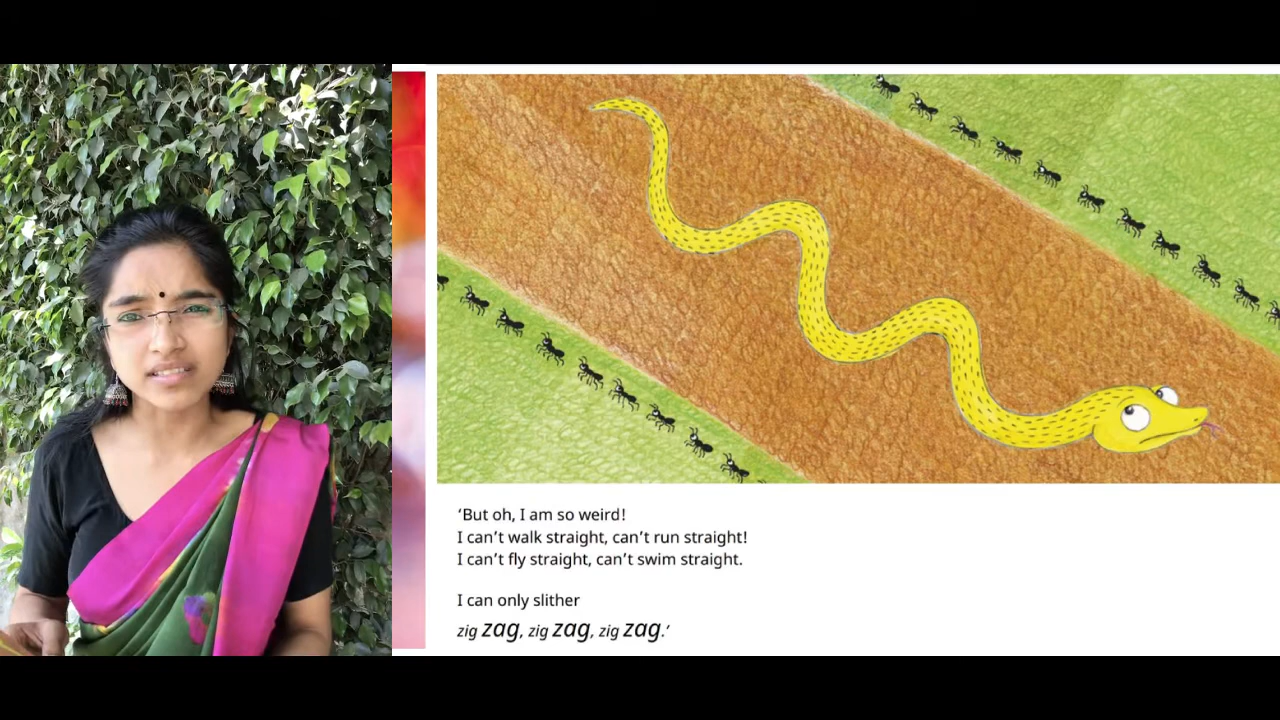 ‘But oh, I am so weird!
I can’t walk straight, can’t run straight!
I can’t fly straight, can’t swim straight.
I can only slither
zig zag, zig zag, zig zag.’